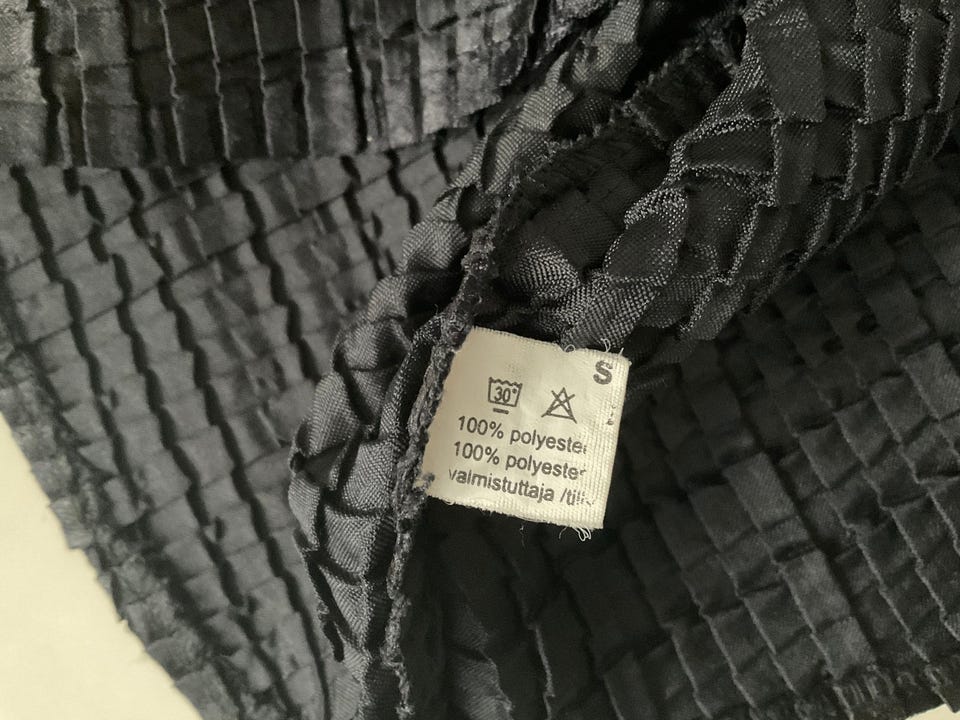 S
30°
100% polyester
100% polyester
valmistuttaja /